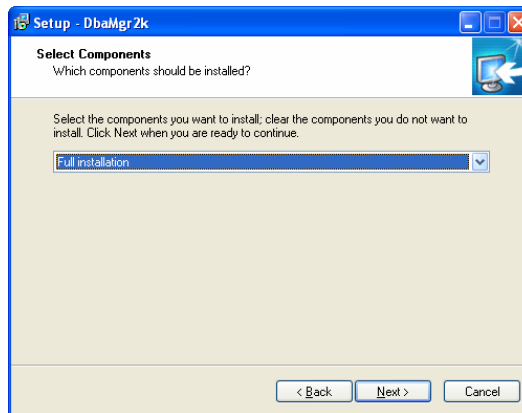 Setup - DbaMgr2k
Select Components
Which components should be installed?
Select the components you want to install; clear the components you do not want to
install. Click Next when you are ready to continue.
Full installation
< Back
Next >
Cancel